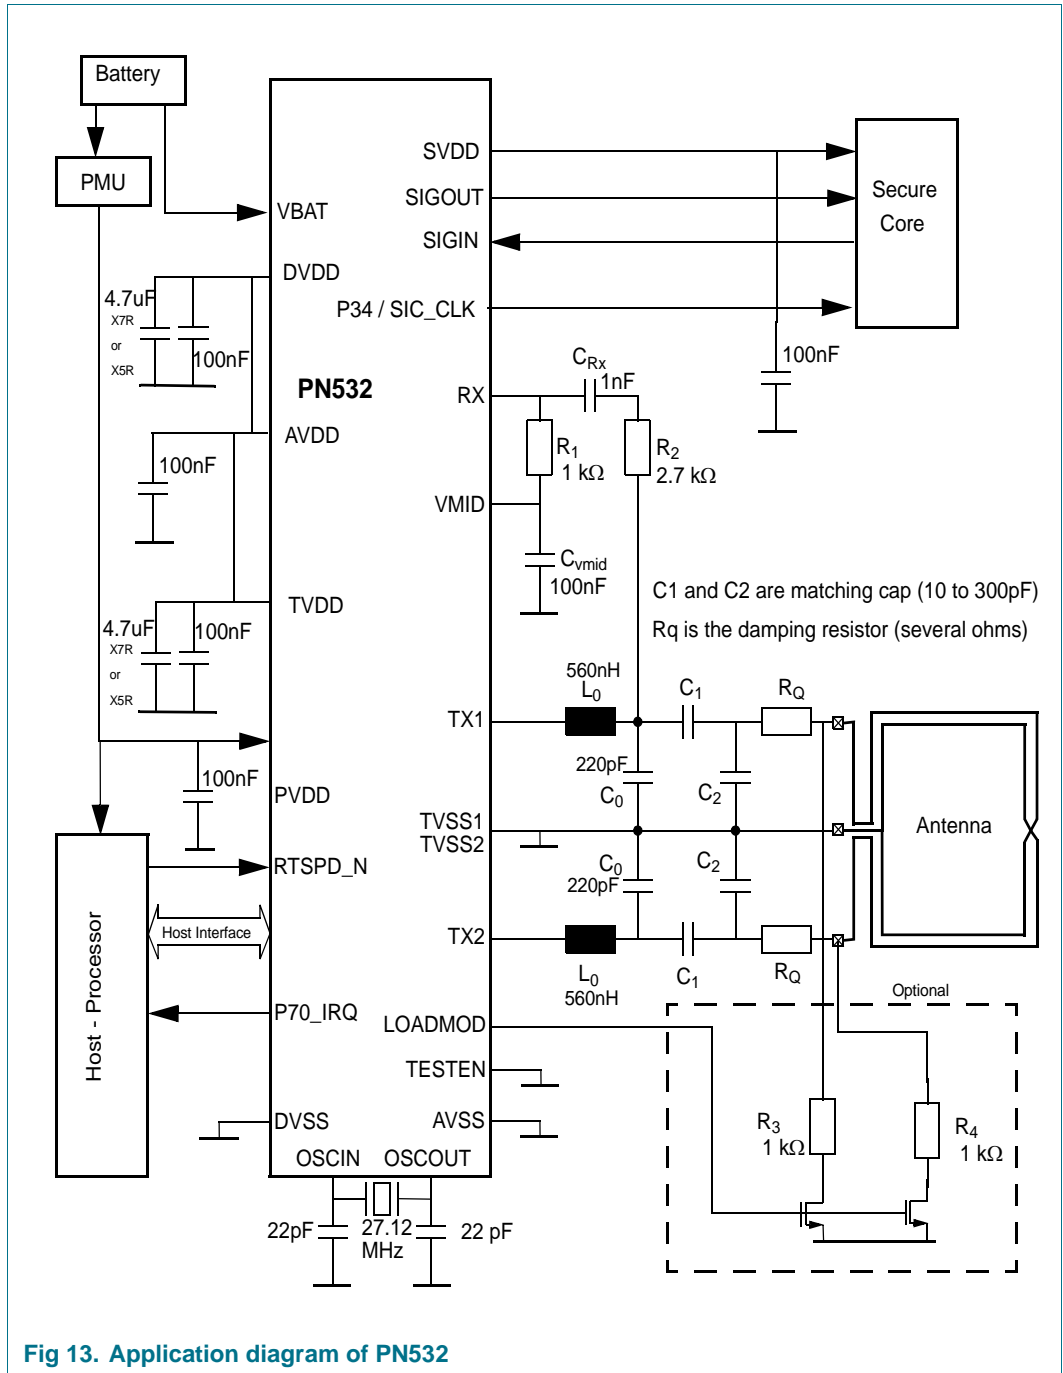 Battery
PMU
VBAT
SVDD
SIGOUT
SIGIN
Secure
Core
DVDD
P34 / SIC_CLK
4.7uF
X7R
or
X5R
100nF
100nF
C_Rx
1nF
PN532
RX
AVDD
R1
1 kΩ
R2
2.7 kΩ
100nF
VMID
C_vmid
100nF
C1 and C2 are matching cap (10 to 300pF)
Rq is the damping resistor (several ohms)
TVDD
4.7uF
X7R
or
X5R
100nF
560nH
L0
C1
RQ
TX1
220pF
C0
C2
100nF
PVDD
TVSS1
TVSS2
Antenna
RTSPD_N
C0
220pF
C2
Host Interface
TX2
L0
560nH
C1
RQ
Optional
Host - Processor
P70_IRQ
LOADMOD
TESTEN
DVSS
AVSS
R3
1 kΩ
R4
1 kΩ
OSCIN OSCOUT
22pF
27.12
MHz
22 pF
Fig 13. Application diagram of PN532